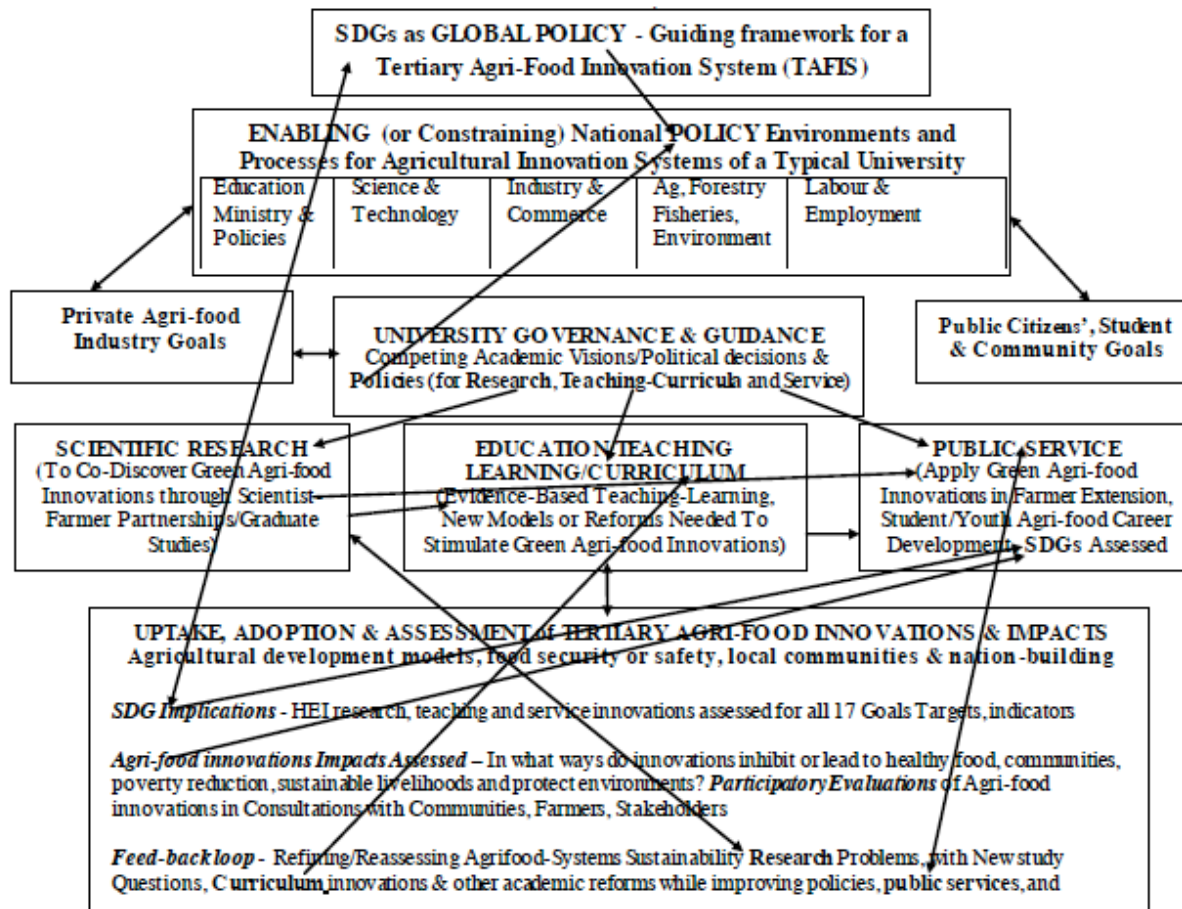 SDGs as GLOBAL POLICY - Guiding framework for a
Tertiary Agri-Food Innovation System (TAFIS)
ENABLING (or Constraining) National POLICY Environments and
Processes for Agricultural Innovation Systems of a Typical University
Education
Ministry &
Policies
Science &
Technology
Industry &
Commerce
Ag, Forestry
Fisheries,
Environment
Labour &
Employment
Private Agri-food
Industry Goals
UNIVERSITY GOVERNANCE & GUIDANCE
Competing Academic Visions/Political decisions &
Policies (for Research, Teaching-Curricula and Service)
Public Citizens', Student
& Community Goals
SCIENTIFIC RESEARCH
(To Co-Discover Green Agri-food
Innovations through Scientist-
Farmer Partnerships/Graduate
Studies)
EDUCATION/TEACHING
LEARNING/CURRICULUM
(Evidence-Based Teaching-Learning,
New Models or Reforms Needed To
Stimulate Green Agri-food Innovations)
PUBLIC SERVICE
(Apply Green Agri-food
Innovations in Farmer Extension,
Student/Youth Agri-food Career
Development SDGs Assessed
UPTAKE, ADOPTION & ASSESSMENT of TERTIARY AGRI-FOOD INNOVATIONS & IMPACTS
Agricultural development models, food security or safety, local communities & nation-building
SDG Implications - HEI research, teaching and service innovations assessed for all 17 Goals Targets, indicators
Agri-food innovations Impacts Assessed – In what ways do innovations inhibit or lead to healthy food, communities,
poverty reduction, sustainable livelihoods and protect environments? Participatory Evaluations of Agri-food
innovations in Consultations with Communities, Farmers, Stakeholders
Feed-back loop - Refining/Reassessing Agrifood-Systems Sustainability Research Problems, with New study
Questions, Curriculum innovations & other academic reforms while improving policies, public services, and